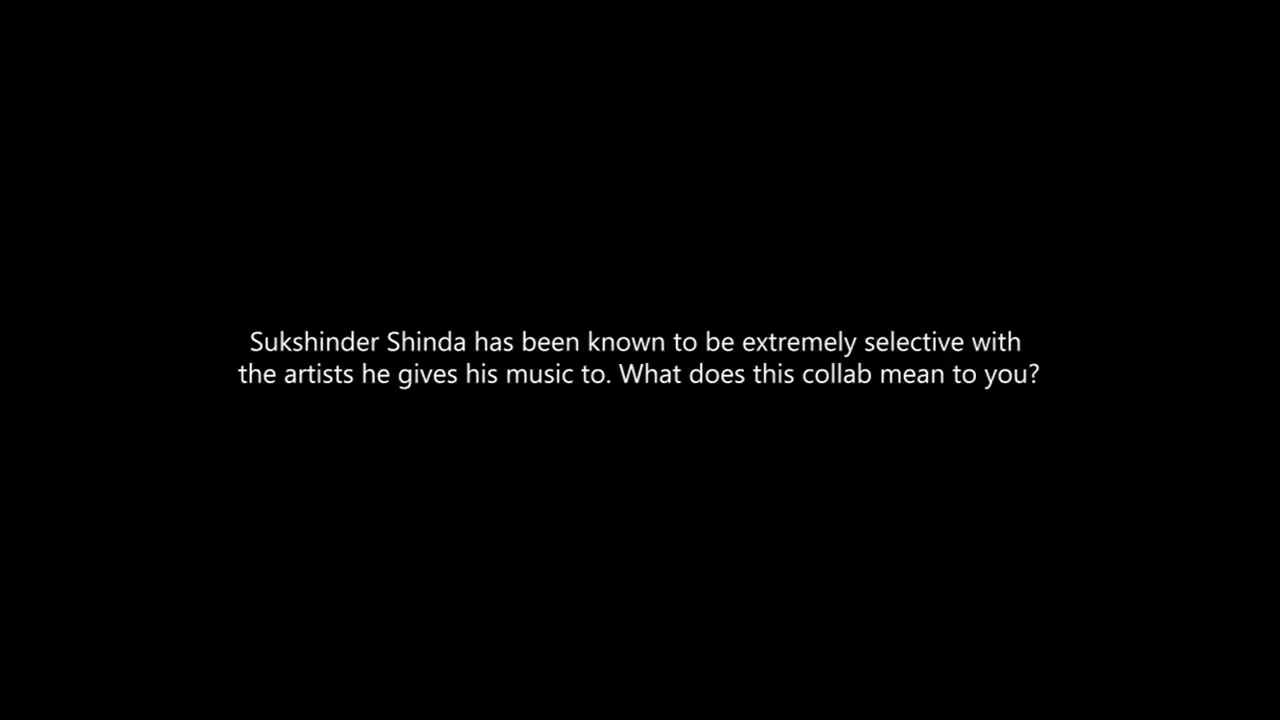 Sukshinder Shinda has been known to be extremely selective with
the artists he gives his music to. What does this collab mean to you?